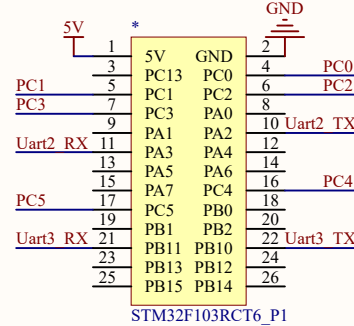 GND
5V *
1 5V GND 2
3 PC13 PC0 4 PC0
PC1 5 PC1 PC2 6 PC2
PC3 7 PC3 PA0 8
9 PA1 PA2 10 Uart2_TX
Uart2_RX 11 PA3 PA4 12
13 PA5 PA6 14
15 PA7 PC4 16 PC4
PC5 17 PC5 PB0 18
19 PB1 PB2 20
Uart3_RX 21 PB11 PB10 22 Uart3_TX
23 PB13 PB12 24
25 PB15 PB14 26
STM32F103RCT6_P1